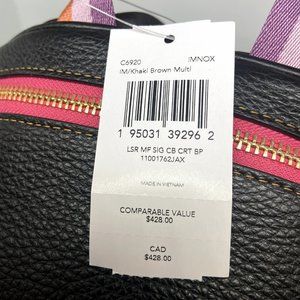 C6920 IMNOX
IM/Khaki Brown Multi
1 95031 39296 2
LSR MF SIG CB CRT BP
11001762JAX
MADE IN VIETNAM
COMPARABLE VALUE
$428.00
CAD
$428.00